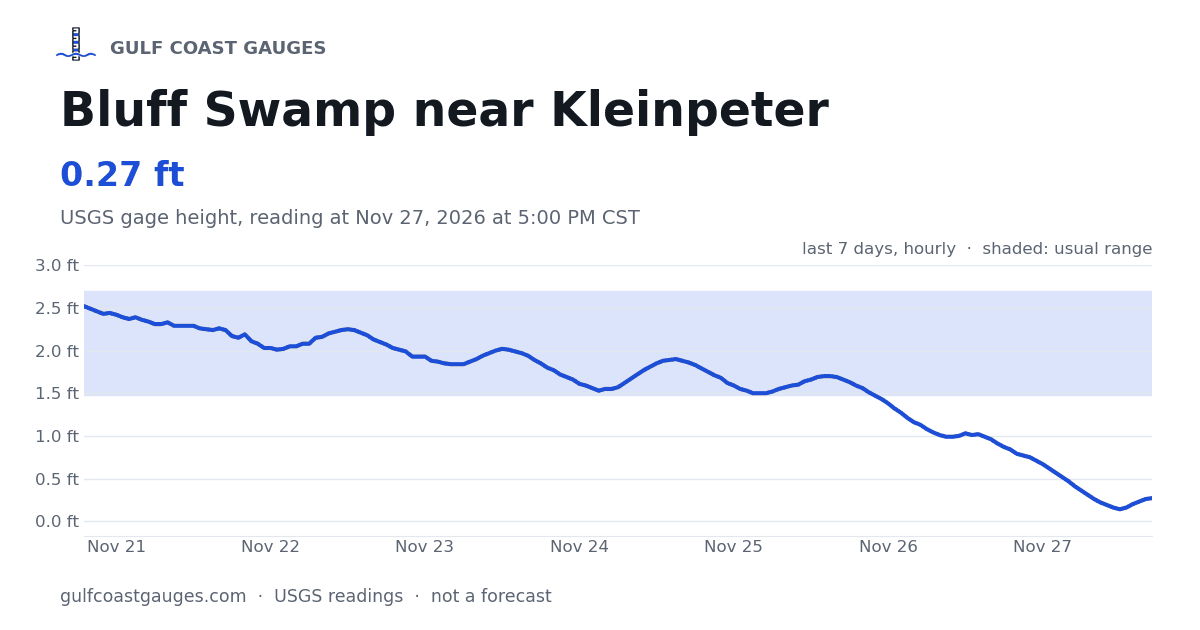 GULF COAST GAUGES
Bluff Swamp near Kleinpeter
0.27 ft
USGS gage height, reading at Nov 27, 2026 at 5:00 PM CST
last 7 days, hourly · shaded: usual range
3.0 ft
2.5 ft
2.0 ft
1.5 ft
1.0 ft
0.5 ft
0.0 ft
Nov 21 Nov 22 Nov 23 Nov 24 Nov 25 Nov 26 Nov 27
gulfcoastgauges.com · USGS readings · not a forecast